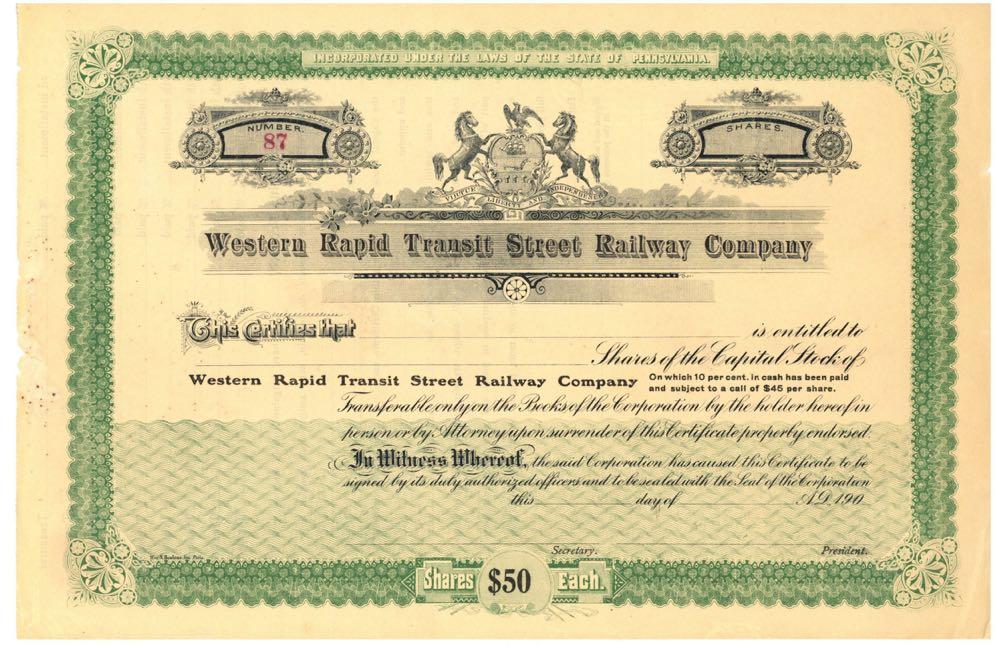 INCORPORATED UNDER THE LAWS OF THE STATE OF PENNSYLVANIA.
NUMBER.
87
SHARES.
VIRTUE LIBERTY AND INDEPENDENCE
Western Rapid Transit Street Railway Company
This Certifies that
is entitled to
Shares of the Capital Stock of
Western Rapid Transit Street Railway Company On which 10 per cent. in cash has been paid
and subject to a call of $45 per share.
Transferable only on the Books of the Corporation by the holder hereof in
person or by Attorney upon surrender of this Certificate properly endorsed.
In Witness Whereof, the said Corporation has caused this Certificate to be
signed by its duly authorized officers and to be sealed with the Seal of the Corporation
this day of A.D. 190
Secretary. President.
Shares $50 Each.